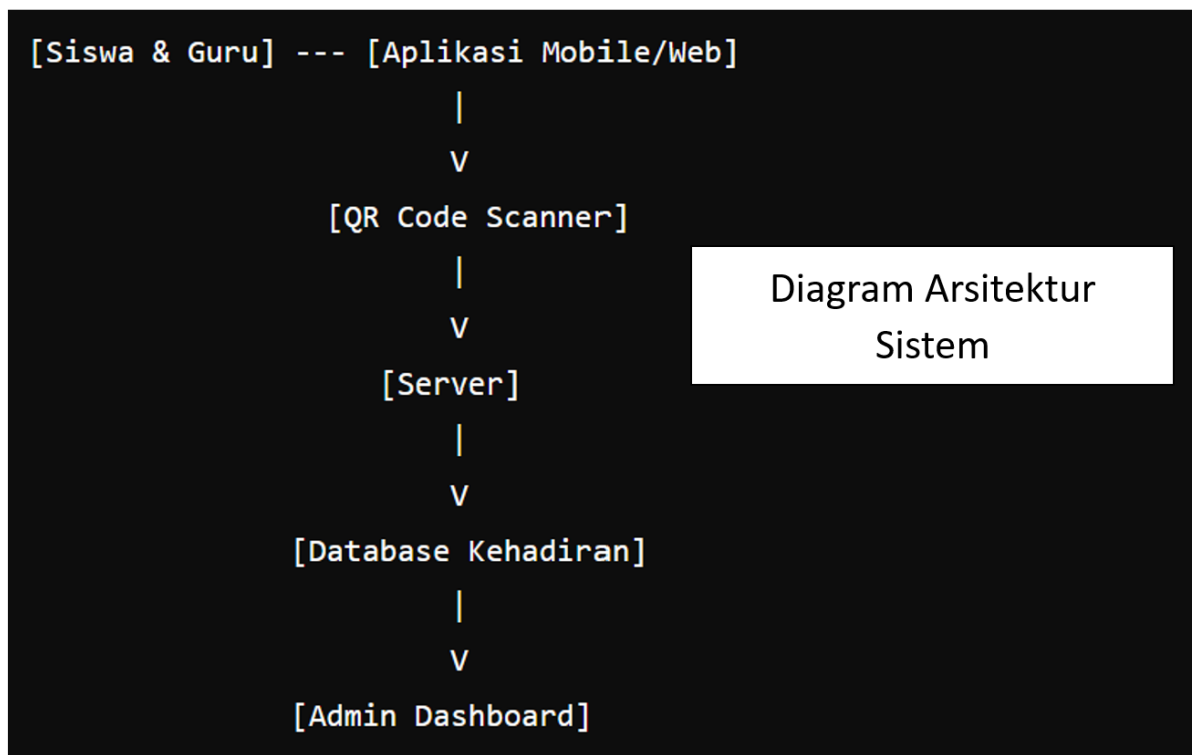 [Siswa & Guru] --- [Aplikasi Mobile/Web]
|
v
[QR Code Scanner]
|
v
Diagram Arsitektur
Sistem
[Server]
|
v
[Database Kehadiran]
|
v
[Admin Dashboard]